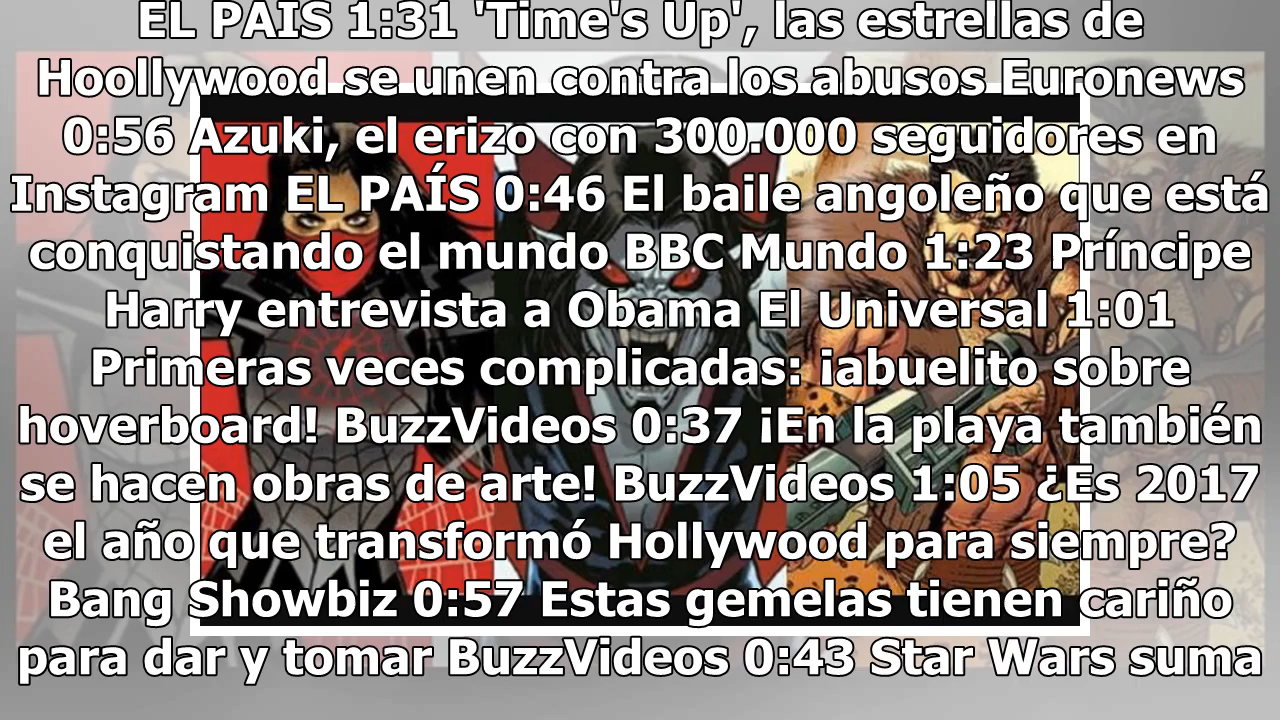 EL PAÍS 1:31 'Time's Up', las estrellas de
Hoollywood se unen contra los abusos Euronews
0:56 Azuki, el erizo con 300.000 seguidores en
Instagram EL PAÍS 0:46 El baile angoleño que está
conquistando el mundo BBC Mundo 1:23 Príncipe
Harry entrevista a Obama El Universal 1:01
Primeras veces complicadas: ¡abuelito sobre
hoverboard! BuzzVideos 0:37 ¡En la playa también
se hacen obras de arte! BuzzVideos 1:05 ¿Es 2017
el año que transformó Hollywood para siempre?
Bang Showbiz 0:57 Estas gemelas tienen cariño
para dar y tomar BuzzVideos 0:43 Star Wars suma